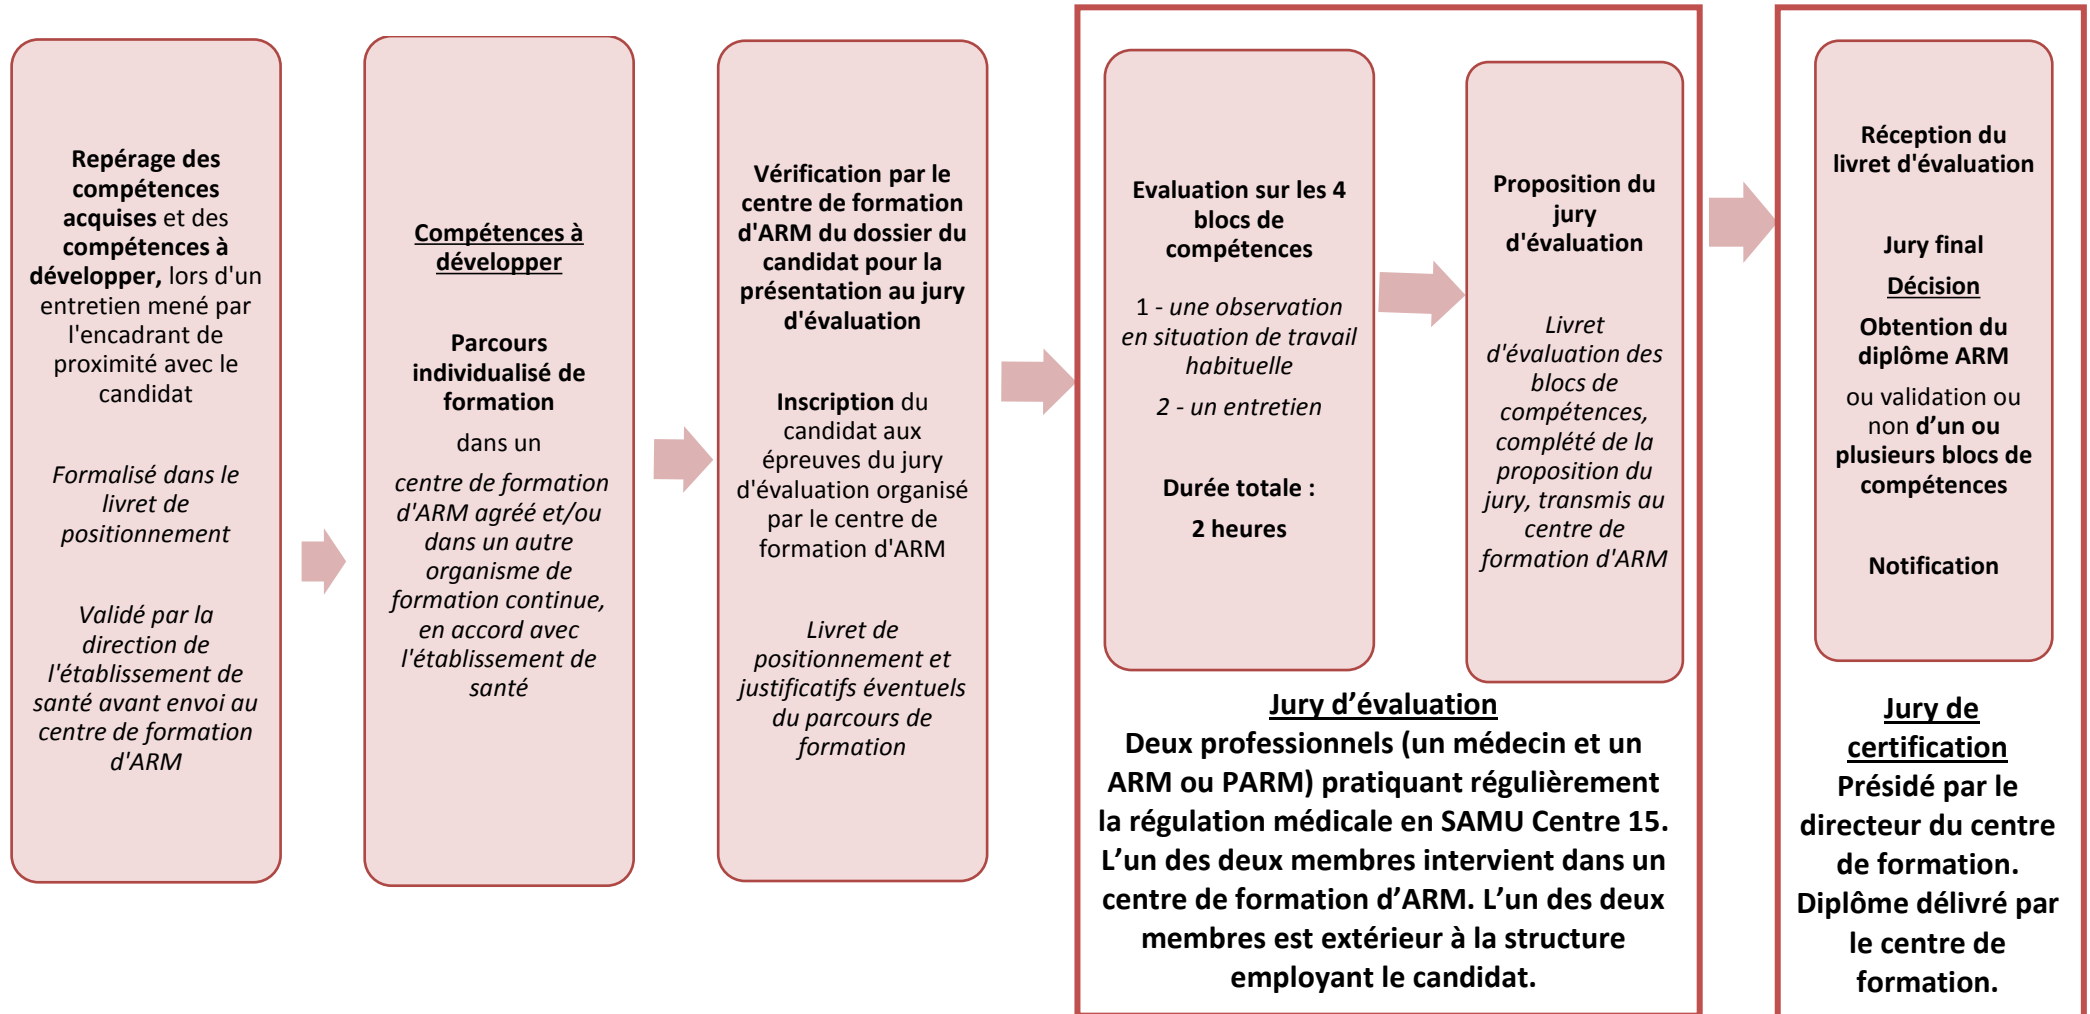 Repérage des
compétences
acquises et des
compétences à
développer, lors d'un
entretien mené par
l'encadrant de
proximité avec le
candidat
Formalisé dans le
livret de
positionnement
Validé par la
direction de
l'établissement de
santé avant envoi au
centre de formation
d'ARM
Compétences à
développer
Parcours
individualisé de
formation
dans un
centre de formation
d'ARM agréé et/ou
dans un autre
organisme de
formation continue,
en accord avec
l'établissement de
santé
Vérification par le
centre de formation
d'ARM du dossier du
candidat pour la
présentation au jury
d'évaluation
Inscription du
candidat aux
épreuves du jury
d'évaluation organisé
par le centre de
formation d'ARM
Livret de
positionnement et
justificatifs éventuels
du parcours de
formation
Evaluation sur les 4
blocs de
compétences
1 - une observation
en situation de travail
habituelle
2 - un entretien
Durée totale :
2 heures
Proposition du
jury
d'évaluation
Livret
d'évaluation des
blocs de
compétences,
complété de la
proposition du
jury, transmis au
centre de
formation d'ARM
Jury d’évaluation
Deux professionnels (un médecin et un
ARM ou PARM) pratiquant régulièrement
la régulation médicale en SAMU Centre 15.
L’un des deux membres intervient dans un
centre de formation d’ARM. L’un des deux
membres est extérieur à la structure
employant le candidat.
Réception du
livret d'évaluation
Jury final
Décision
Obtention du
diplôme ARM
ou validation ou
non d’un ou
plusieurs blocs de
compétences
Notification
Jury de
certification
Présidé par le
directeur du centre
de formation.
Diplôme délivré par
le centre de
formation.